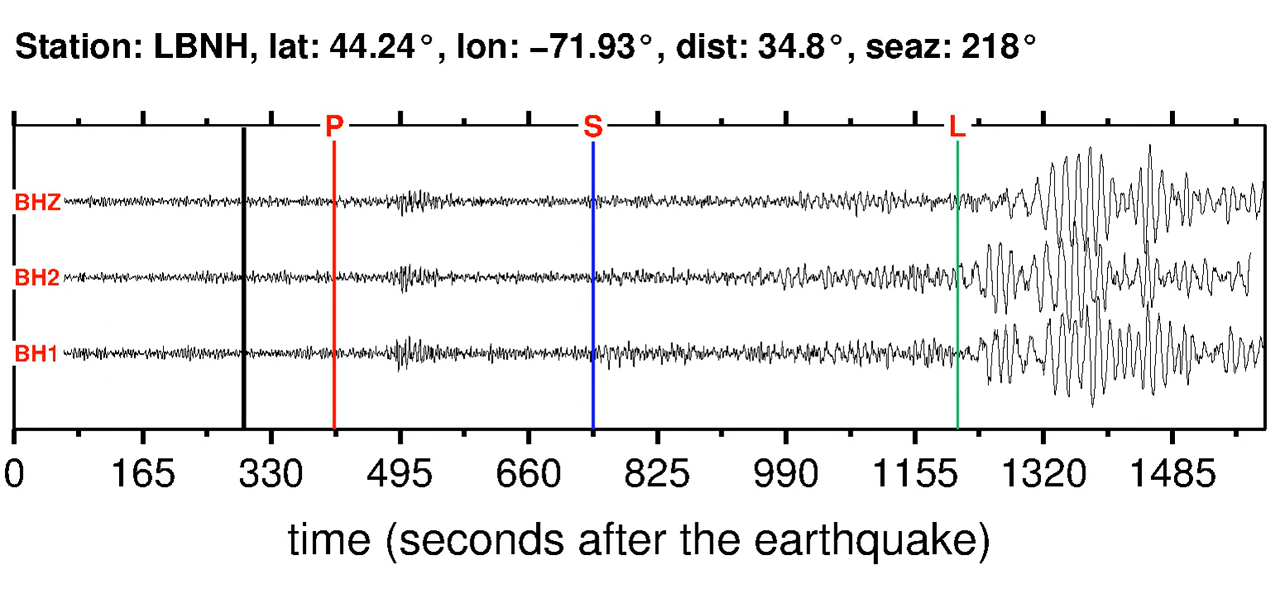 Station: LBNH, lat: 44.24°, lon: −71.93°, dist: 34.8°, seaz: 218°
P S L
BHZ
BH2
BH1
0 165 330 495 660 825 990 1155 1320 1485
time (seconds after the earthquake)